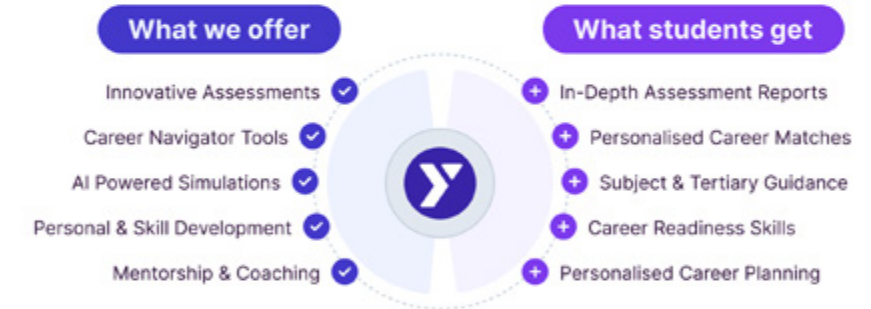 What we offer
Innovative Assessments
Career Navigator Tools
AI Powered Simulations
Personal & Skill Development
Mentorship & Coaching
What students get
In-Depth Assessment Reports
Personalised Career Matches
Subject & Tertiary Guidance
Career Readiness Skills
Personalised Career Planning